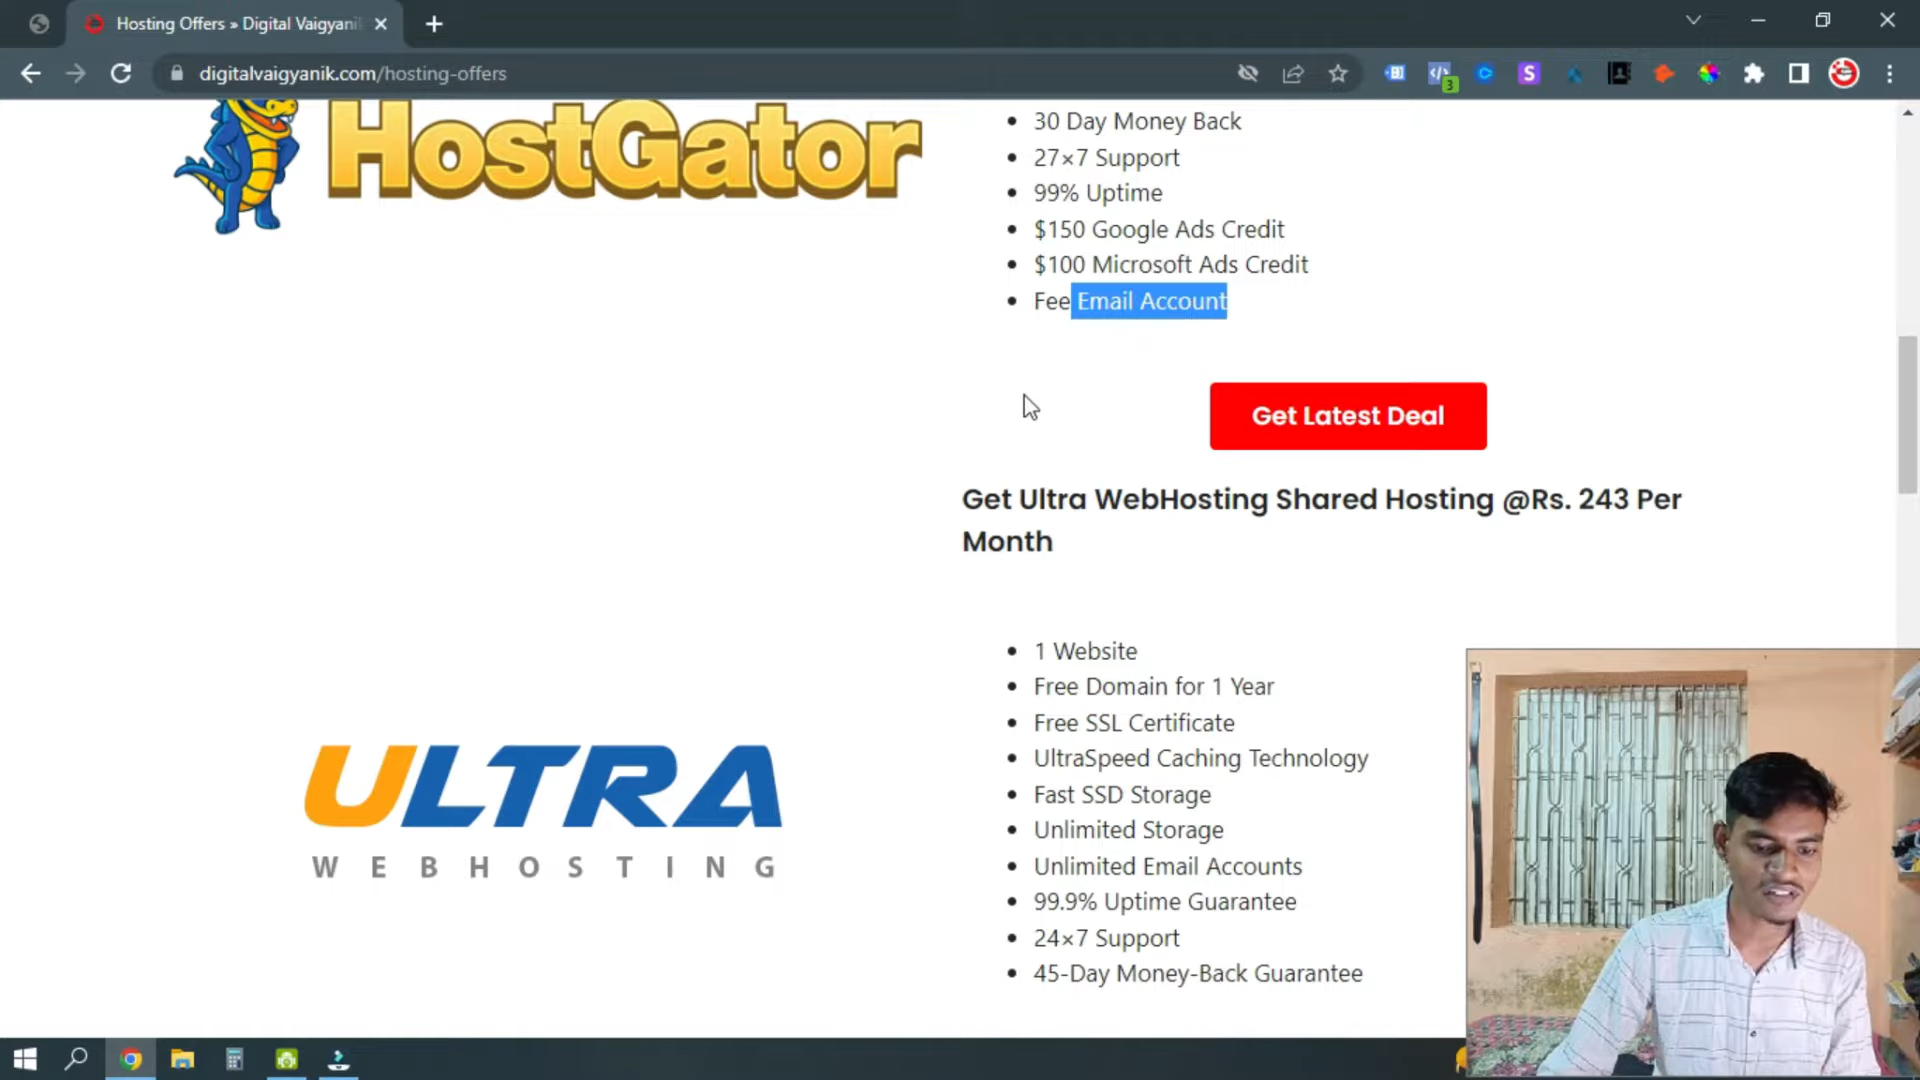 Hosting Offers » Digital Vaigyani
digitalvaigyanik.com/hosting-offers
3
HostGator
30 Day Money Back
27×7 Support
99% Uptime
$150 Google Ads Credit
$100 Microsoft Ads Credit
Fee Email Account
Get Latest Deal
Get Ultra WebHosting Shared Hosting @Rs. 243 Per
Month
ULTRA
WEBHOSTING
1 Website
Free Domain for 1 Year
Free SSL Certificate
UltraSpeed Caching Technology
Fast SSD Storage
Unlimited Storage
Unlimited Email Accounts
99.9% Uptime Guarantee
24×7 Support
45-Day Money-Back Guarantee